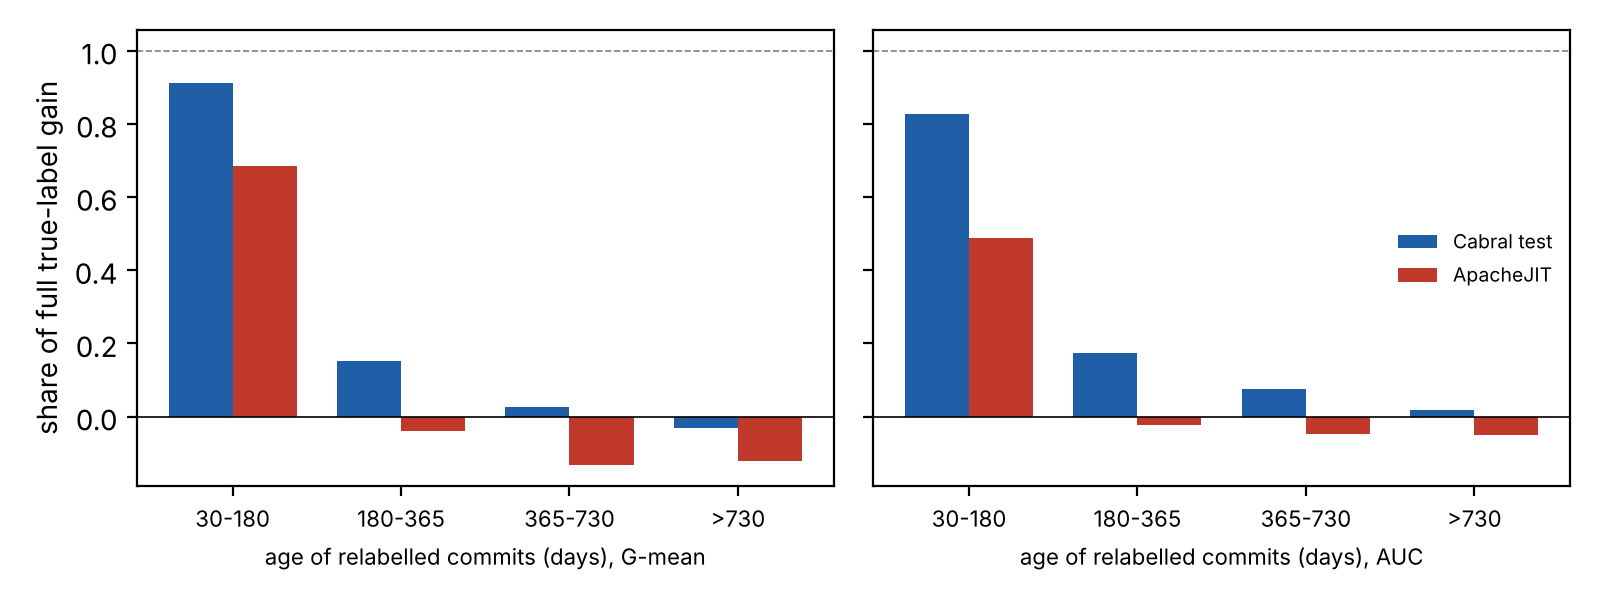 share of full true-label gain
1.0
0.8
0.6
0.4
0.2
0.0
30-180 180-365 365-730 >730
age of relabelled commits (days), G-mean
Cabral test
ApacheJIT
30-180 180-365 365-730 >730
age of relabelled commits (days), AUC